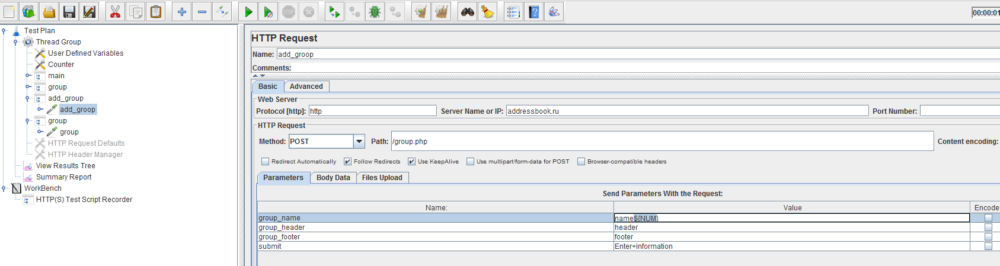 00:00:01
Test Plan
Thread Group
User Defined Variables
Counter
main
group
add_group
add_groop
group
group
HTTP Request Defaults
HTTP Header Manager
View Results Tree
Summary Report
WorkBench
HTTP(S) Test Script Recorder
HTTP Request
Name: add_groop
Comments:
Basic Advanced
Web Server
Protocol [http]: http Server Name or IP: addressbook.ru Port Number:
HTTP Request
Method: POST Path: /group.php Content encoding:
Redirect Automatically Follow Redirects Use KeepAlive Use multipart/form-data for POST Browser-compatible headers
Parameters Body Data Files Upload
Send Parameters With the Request:
Name: Value Encode
group_name name${NUM}
group_header header
group_footer footer
submit Enter+information